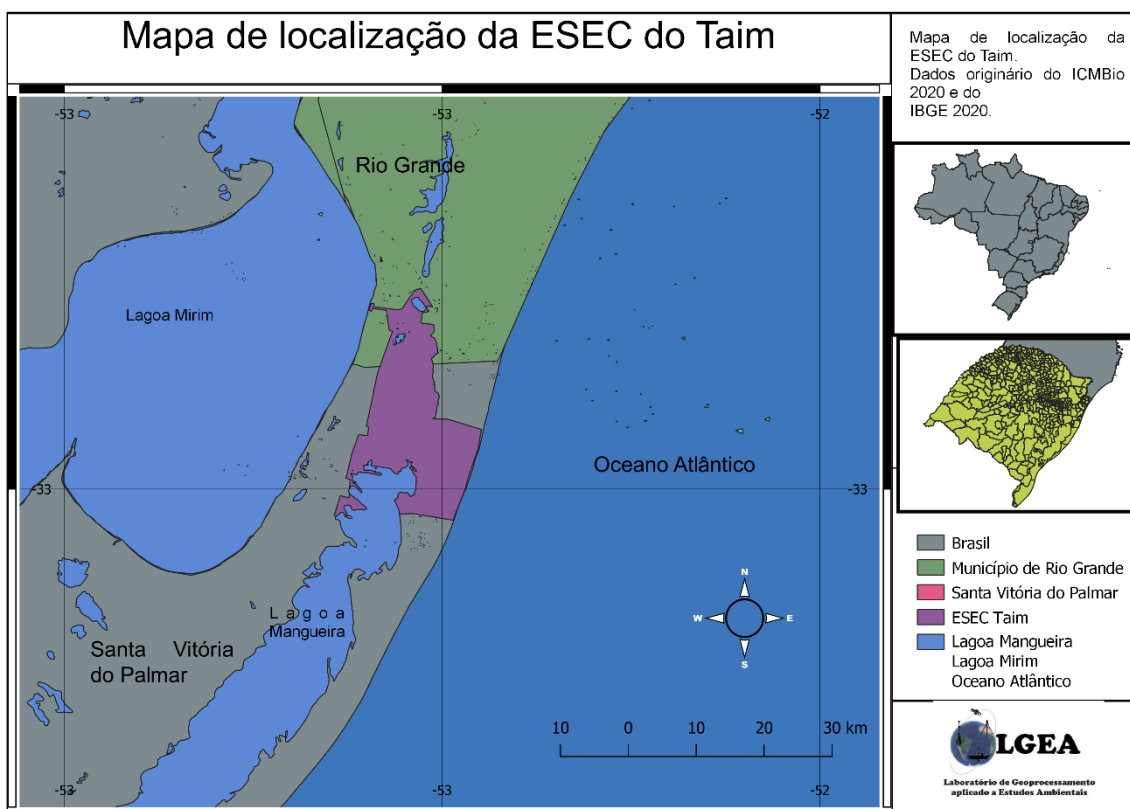 Mapa de localização da ESEC do Taim
Mapa de localização da
ESEC do Taim.
Dados originário do ICMBio
2020 e do
IBGE 2020.
-53
-53
-52
Rio Grande
Lagoa Mirim
Oceano Atlântico
-33
-33
Lagoa
Mangueira
Santa Vitória
do Palmar
N
W
E
S
10 0 10 20 30 km
-53
-53
-52
Brasil
Município de Rio Grande
Santa Vitória do Palmar
ESEC Taim
Lagoa Mangueira
Lagoa Mirim
Oceano Atlântico
LGEA
Laboratório de Geoprocessamento
aplicado a Estudos Ambientais